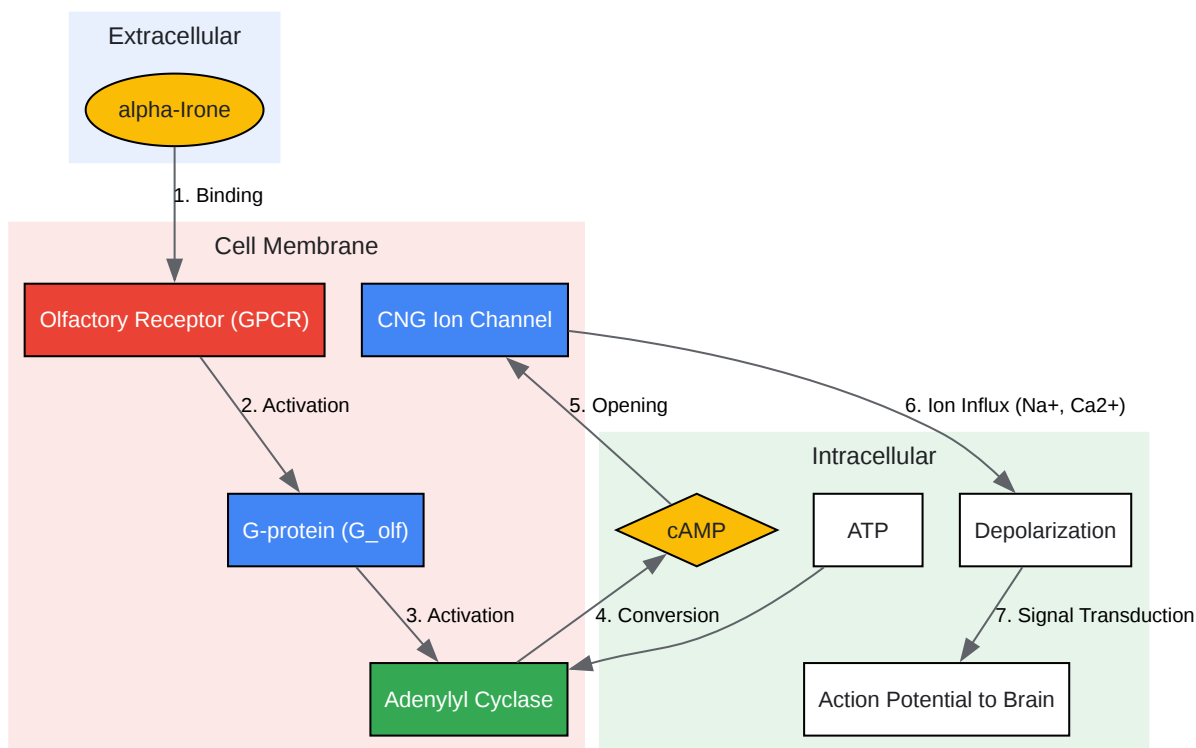 Extracellular
alpha-Irone
1. Binding
Cell Membrane
Olfactory Receptor (GPCR)
CNG Ion Channel
2. Activation
5. Opening
6. Ion Influx (Na+, Ca2+)
Intracellular
G-protein (G_olf)
cAMP
ATP
Depolarization
3. Activation
4. Conversion
7. Signal Transduction
Adenylyl Cyclase
Action Potential to Brain